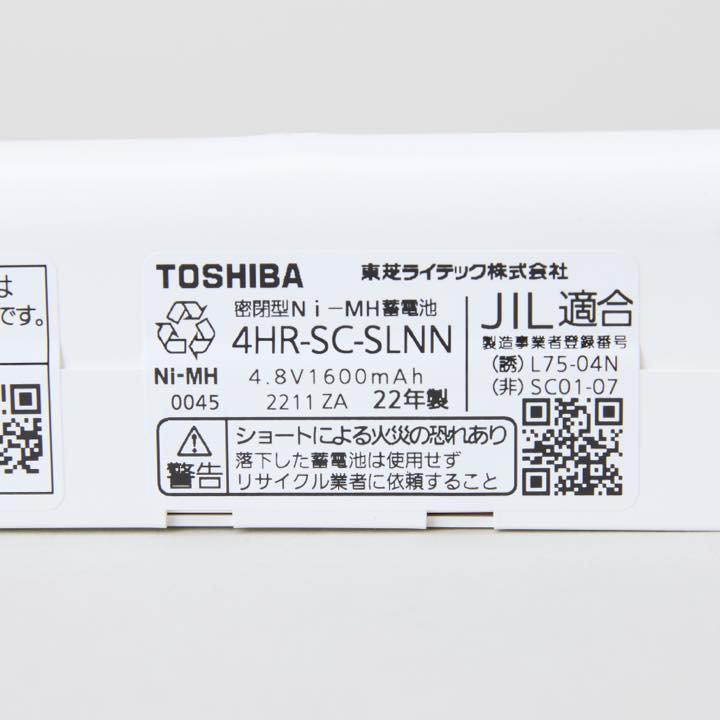 は
です。
TOSHIBA 東芝ライテック株式会社
密閉型Ni-MH蓄電池
4HR-SC-SLNN
Ni-MH 4.8V1600mAh
0045 2211 ZA 22年製
JIL適合
製造事業者登録番号
(誘) L75-04N
(非) SC01-07
警告
ショートによる火災の恐れあり
落下した蓄電池は使用せず
リサイクル業者に依頼すること